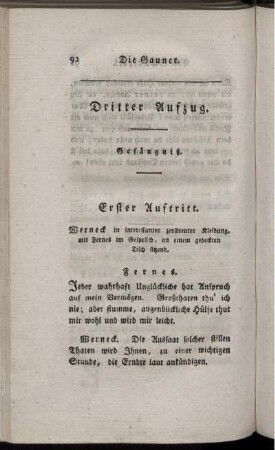 92 Die Gauner.
Dritter Aufzug.
Gefängniß.
Erster Auftritt.
Werneck in interessanter zerstreuter Kleidung,
mit Fernes im Gespräch, an einem gedeckten
Tisch sitzend.
Fernes.
Jeder wahrhaft Unglückliche hat Anspruch
auf mein Vermögen. Großthaten thu' ich
nie; aber stumme, augenblickliche Hülfe thut
mir wohl und wird mir leicht.
Werneck. Die Aussaat solcher stillen
Thaten wird Ihnen, zu einer wichtigen
Stunde, die Erndte laut ankündigen.